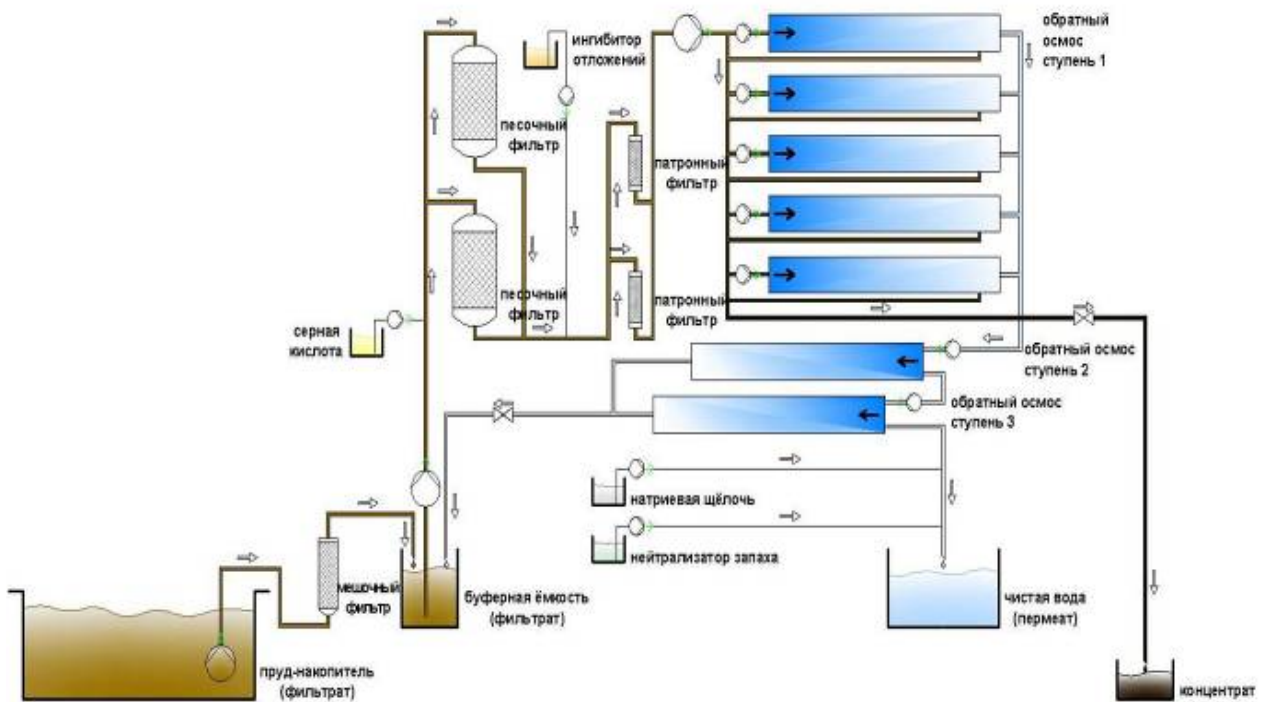 обратный
осмос
ступень 1
ингибитор
отложений
песочный
фильтр
патронный
фильтр
песочный
фильтр
патронный
фильтр
серная
кислота
обратный осмос
ступень 2
обратный осмос
ступень 3
натриевая щёлочь
нейтрализатор запаха
мешочный
фильтр
буферная ёмкость
(фильтрат)
чистая вода
(пермеат)
пруд-накопитель
(фильтрат)
концентрат